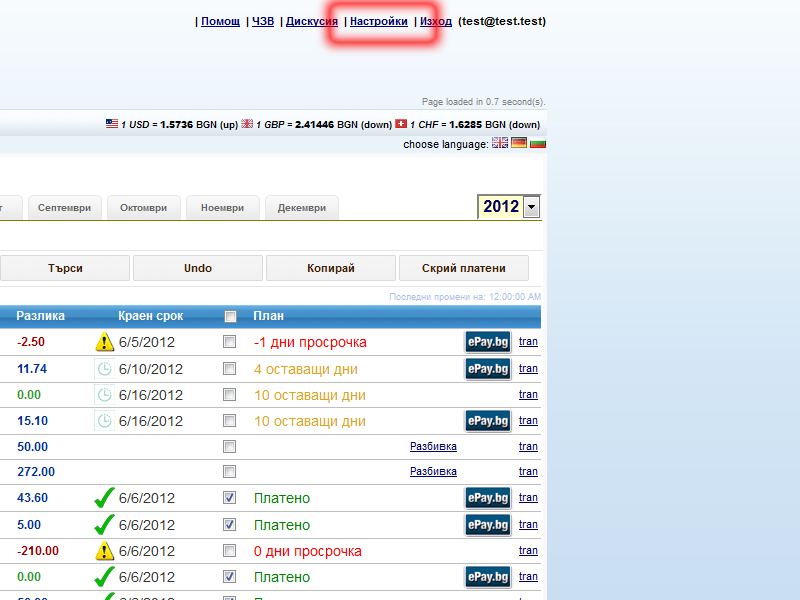 | Помощ | ЧЗВ | Дискусия | Настройки | Изход (test@test.test)
Page loaded in 0.7 second(s).
1 USD = 1.5736 BGN (up) 1 GBP = 2.41446 BGN (down) 1 CHF = 1.6285 BGN (down)
choose language:
Септември Октомври Ноември Декември 2012
Търси Undo Копирай Скрий платени
Последни промени на: 12:00:00 AM
Разлика Краен срок План
-2.50 6/5/2012 -1 дни просрочка ePay.bg tran
11.74 6/10/2012 4 оставащи дни ePay.bg tran
0.00 6/16/2012 10 оставащи дни tran
15.10 6/16/2012 10 оставащи дни ePay.bg tran
50.00 Разбивка tran
272.00 Разбивка tran
43.60 6/6/2012 Платено ePay.bg tran
5.00 6/6/2012 Платено ePay.bg tran
-210.00 6/6/2012 0 дни просрочка tran
0.00 6/6/2012 Платено ePay.bg tran